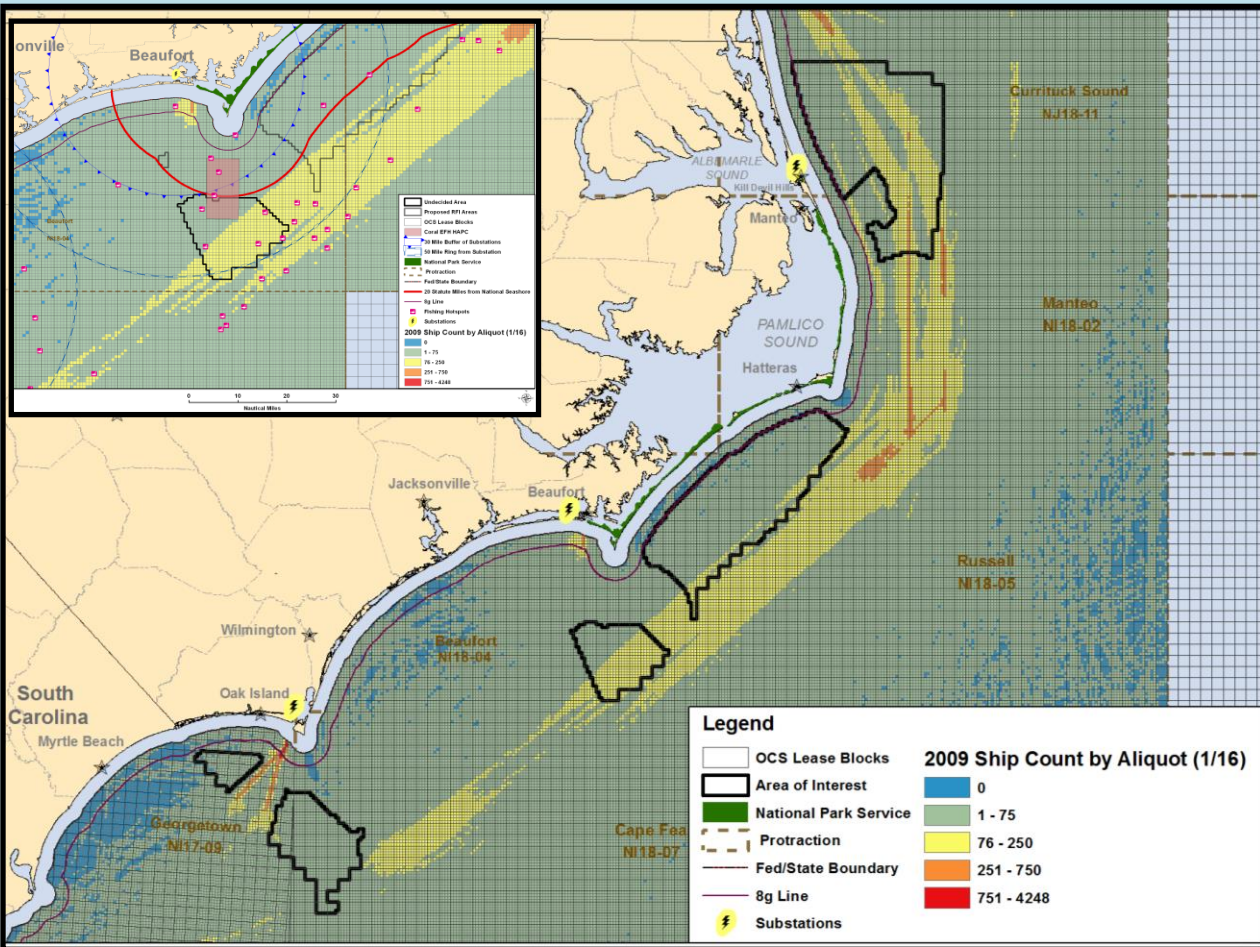 onville
Beaufort
Beaufort
Undecided Area
Proposed RFI Areas
OCS Lease Blocks
Coral EFH HAPC
30 Mile Buffer of Substations
50 Mile Ring from Substation
National Park Service
Protraction
Fed/State Boundary
20 Statute Miles from National Seashore
8g Line
Fishing Hotspots
Substations
2009 Ship Count by Aliquot (1/16)
0
1 - 75
76 - 250
251 - 750
751 - 4248
0 10 20 30
Nautical Miles
Currituck Sound
NJ18-11
ALBEMARLE
SOUND
Kill Devil Hills
Manteo
Manteo
NI18-02
PAMLICO
SOUND
Hatteras
Jacksonville
Beaufort
Russell
NI18-05
Wilmington
Beaufort
NI18-04
Oak Island
South
Carolina
Myrtle Beach
Georgetown
NI17-09
Cape Fea
NI18-07
Legend
OCS Lease Blocks
Area of Interest
National Park Service
Protraction
Fed/State Boundary
8g Line
Substations
2009 Ship Count by Aliquot (1/16)
0
1 - 75
76 - 250
251 - 750
751 - 4248